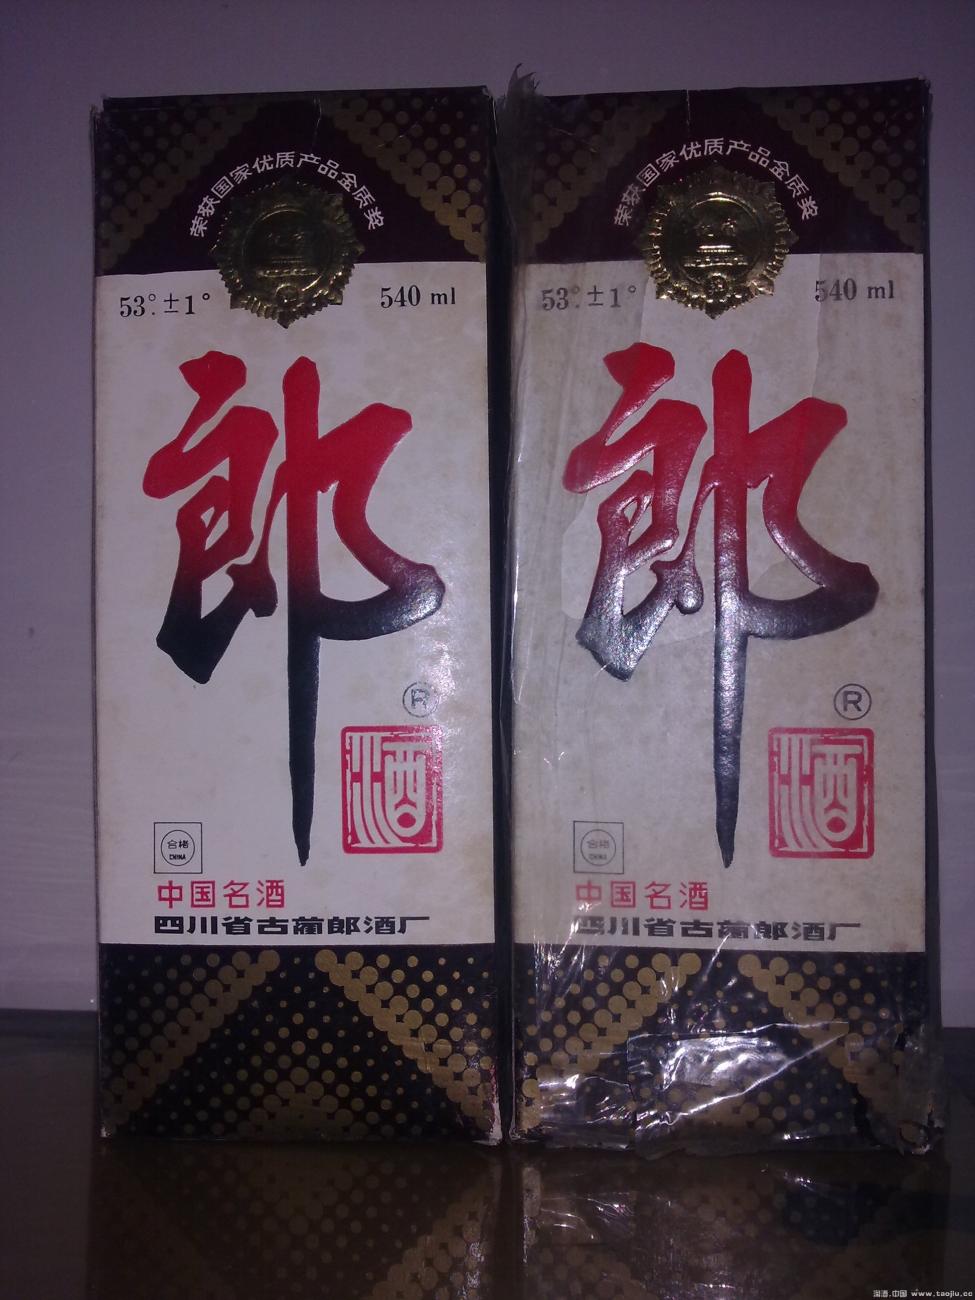 荣获国家优质产品金质奖
53°±1°
540 ml
郎
®
酒
合格
CHINA
中国名酒
四川省古蔺郎酒厂
荣获国家优质产品金质奖
53°±1°
540 ml
郎
®
酒
合格
CHINA
中国名酒
四川省古蔺郎酒厂
淘酒.中国 www.taojiu.cc